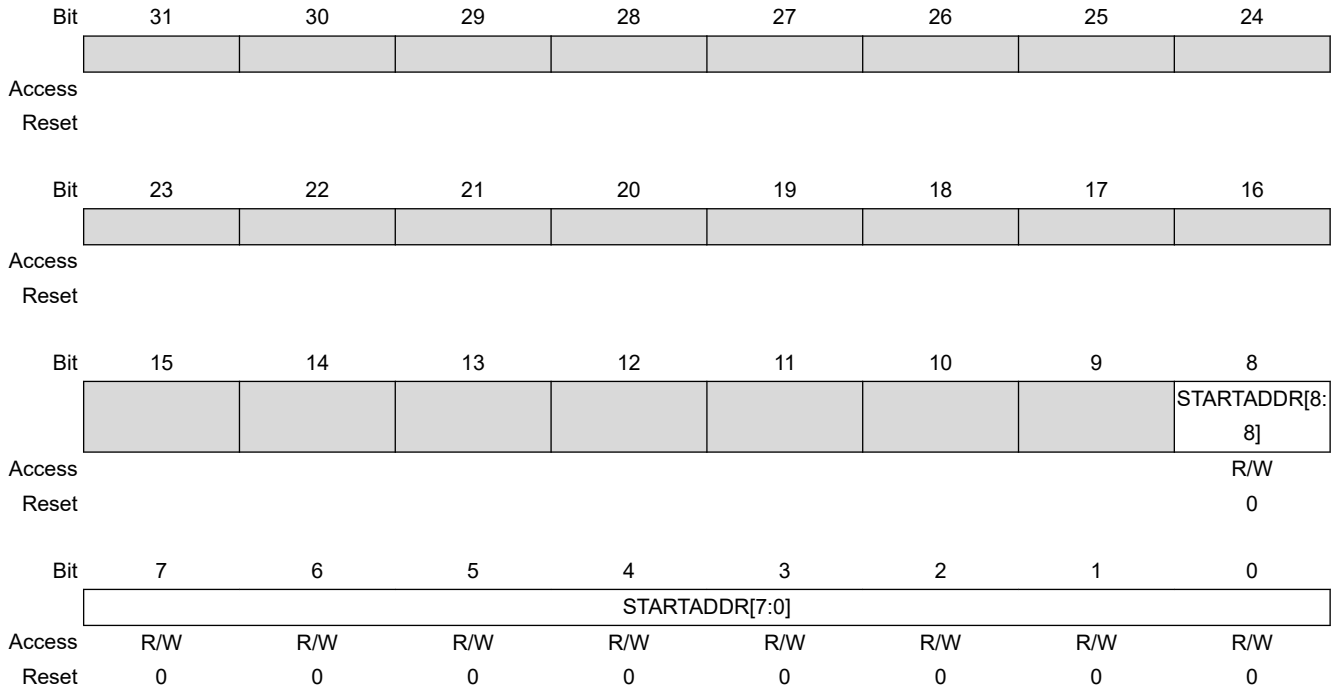 Bit 31 30 29 28 27 26 25 24
Access
Reset
Bit 23 22 21 20 19 18 17 16
Access
Reset
Bit 15 14 13 12 11 10 9 8
STARTADDR[8:
8]
Access R/W
Reset 0
Bit 7 6 5 4 3 2 1 0
STARTADDR[7:0]
Access R/W R/W R/W R/W R/W R/W R/W R/W
Reset 0 0 0 0 0 0 0 0